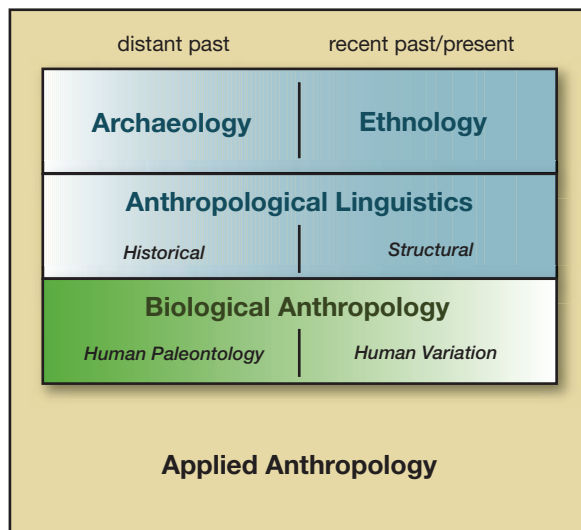 distant past recent past/present
Archaeology Ethnology
Anthropological Linguistics
Historical Structural
Biological Anthropology
Human Paleontology Human Variation
Applied Anthropology